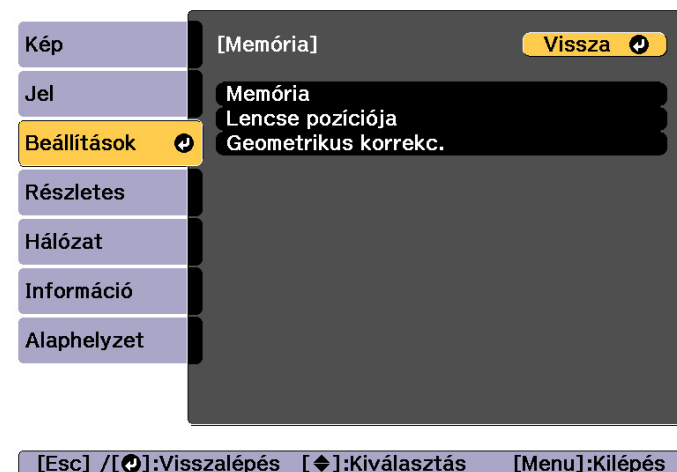 Kép
Jel
Beállítások
Részletes
Hálózat
Információ
Alaphelyzet
[Memória] Vissza
Memória
Lencse pozíciója
Geometrikus korrekc.
[Esc] /[⏎]:Visszalépés [◆]:Kiválasztás [Menu]:Kilépés